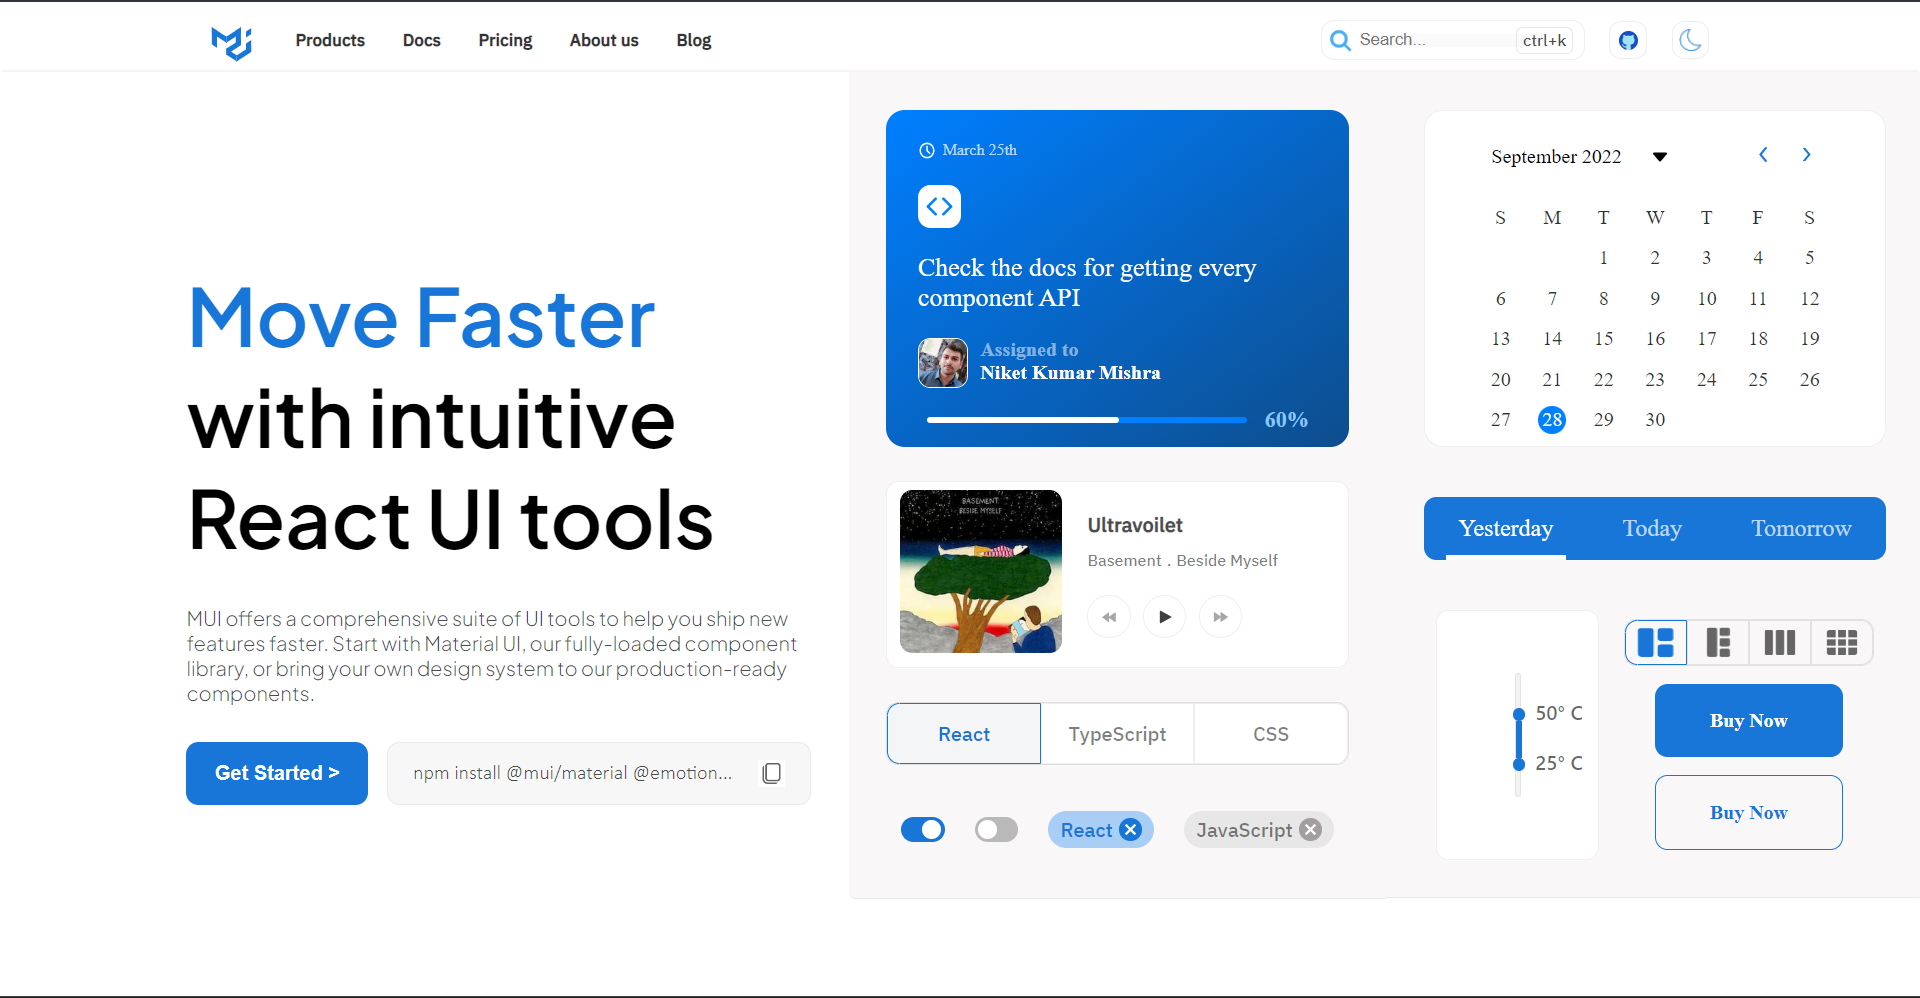 Products Docs Pricing About us Blog
Search... ctrl+k
Move Faster
with intuitive
React UI tools
MUI offers a comprehensive suite of UI tools to help you ship new
features faster. Start with Material UI, our fully-loaded component
library, or bring your own design system to our production-ready
components.
Get Started >
npm install @mui/material @emotion...
March 25th
Check the docs for getting every
component API
Assigned to
Niket Kumar Mishra
60%
BASEMENT
BESIDE MYSELF
Ultravoilet
Basement . Beside Myself
React TypeScript CSS
React JavaScript
September 2022
S M T W T F S
1 2 3 4 5
6 7 8 9 10 11 12
13 14 15 16 17 18 19
20 21 22 23 24 25 26
27 28 29 30
Yesterday Today Tomorrow
50° C
25° C
Buy Now
Buy Now